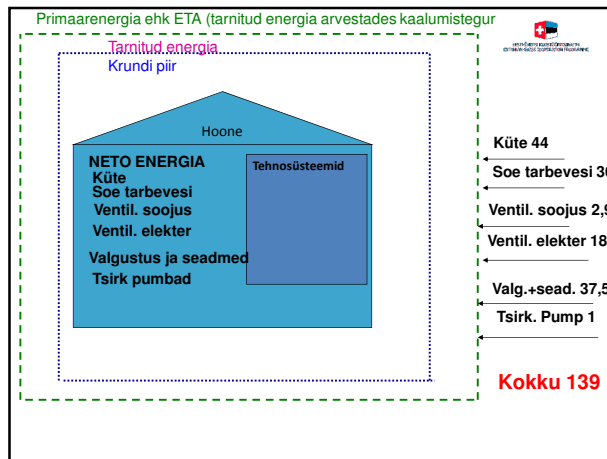 Primaarenergia ehk ETA (tarnitud energia arvestades kaalumistegur
Tarnitud energia
Krundi piir
Hoone
NETO ENERGIA
Küte
Soe tarbevesi
Ventil. soojus
Ventil. elekter
Valgustus ja seadmed
Tsirk pumbad
Tehnosüsteemid
Küte 44
Soe tarbevesi
Ventil. soojus 2,9
Ventil. elekter 18
Valg.+sead. 37,5
Tsirk. Pump 1
Kokku 139